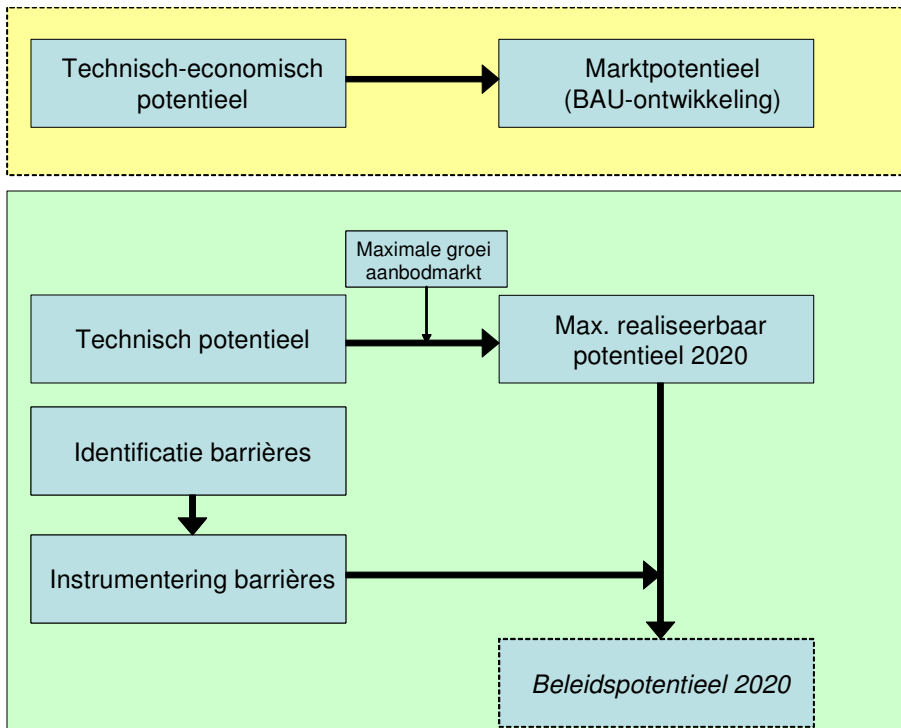 Technisch-economisch
potentieel
Marktpotentieel
(BAU-ontwikkeling)
Maximale groei
aanbodmarkt
Technisch potentieel
Max. realiseerbaar
potentieel 2020
Identificatie barrières
Instrumentering barrières
Beleidspotentieel 2020